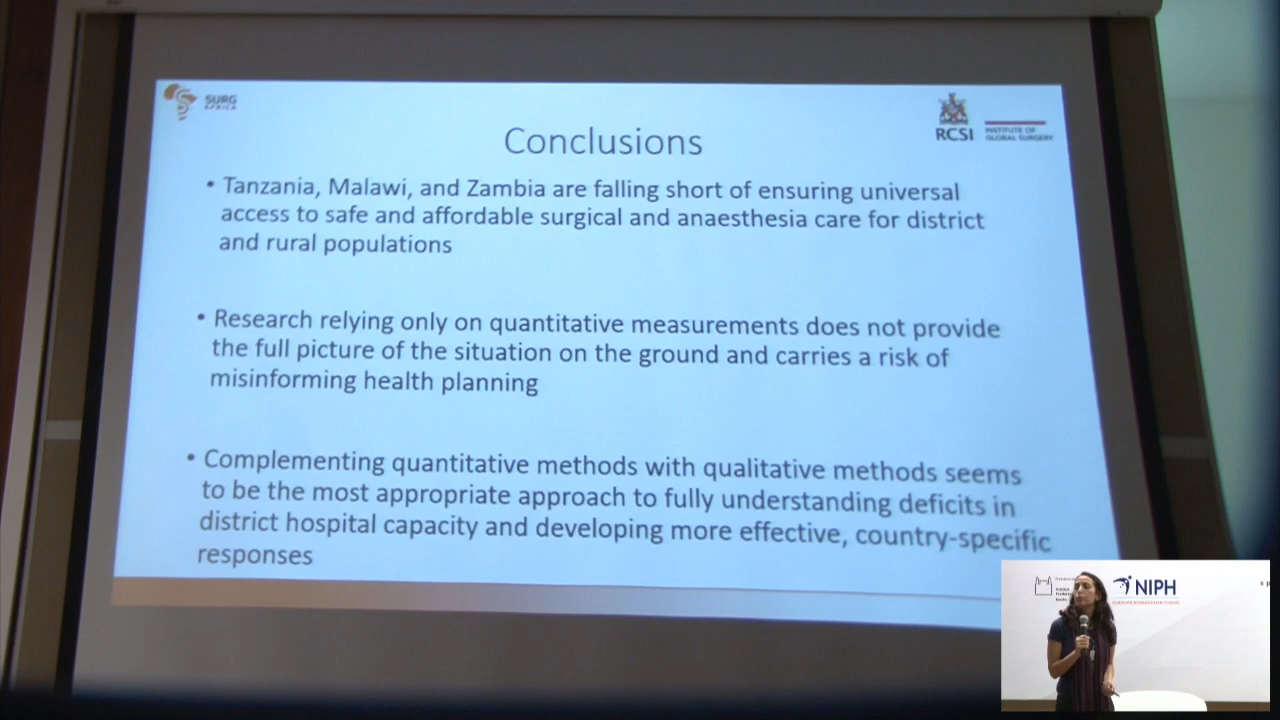 SURG
AFRICA
RCSI
INSTITUTE OF
GLOBAL SURGERY
Conclusions
• Tanzania, Malawi, and Zambia are falling short of ensuring universal
access to safe and affordable surgical and anaesthesia care for district
and rural populations
• Research relying only on quantitative measurements does not provide
the full picture of the situation on the ground and carries a risk of
misinforming health planning
• Complementing quantitative methods with qualitative methods seems
to be the most appropriate approach to fully understanding deficits in
district hospital capacity and developing more effective, country-specific
responses
NIPH